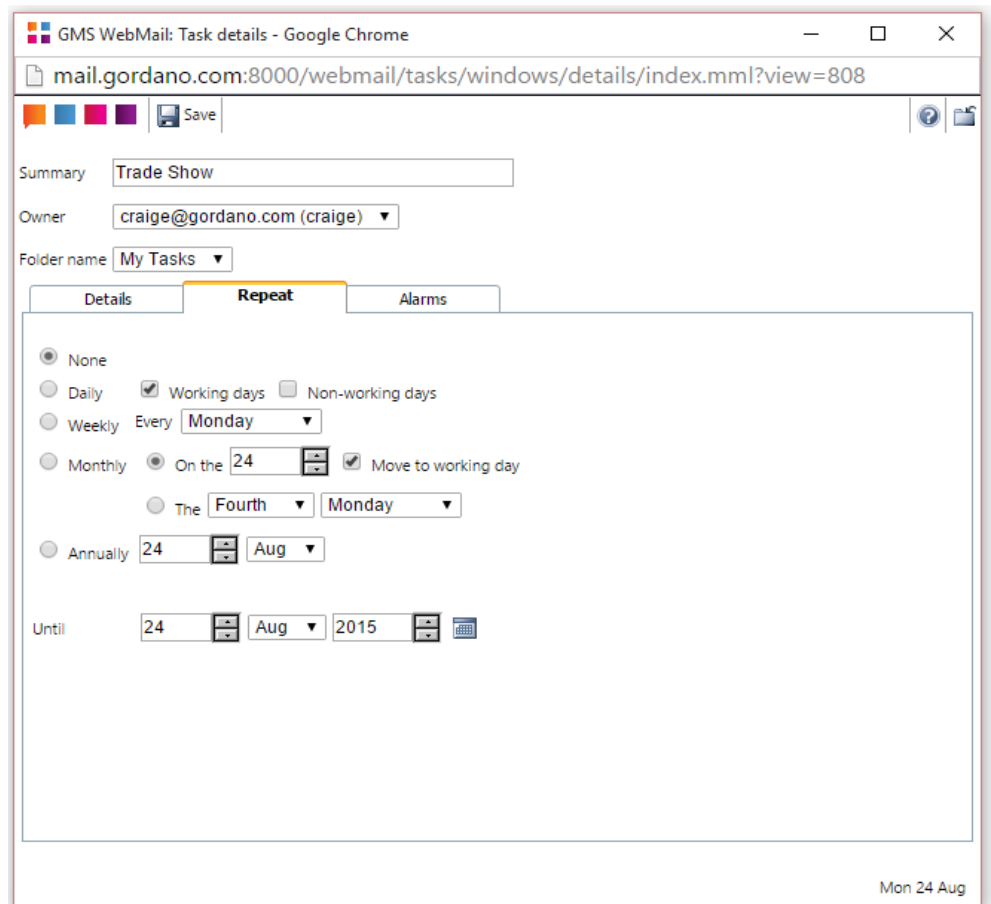 GMS WebMail: Task details - Google Chrome
mail.gordano.com:8000/webmail/tasks/windows/details/index.mml?view=808
Save
Summary Trade Show
Owner craige@gordano.com (craige)
Folder name My Tasks
Details Repeat Alarms
None
Daily Working days Non-working days
Weekly Every Monday
Monthly On the 24 Move to working day
The Fourth Monday
Annually 24 Aug
Until 24 Aug 2015
Mon 24 Aug